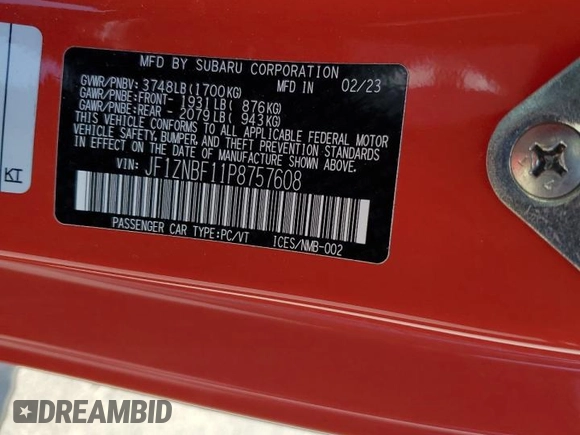 MFD BY SUBARU CORPORATION
GVWR/PNBV: 3748LB(1700KG) MFD IN 02/23
GAWR/PNBE:FRONT- 1931LB( 876KG)
GAWR/PNBE:REAR - 2079LB( 943KG)
THIS VEHICLE CONFORMS TO ALL APPLICABLE FEDERAL MOTOR
VEHICLE SAFETY, BUMPER, AND THEFT PREVENTION STANDARDS
IN EFFECT ON THE DATE OF MANUFACTURE SHOWN ABOVE.
VIN: JF1ZNBF11P8757608
PASSENGER CAR TYPE:PC/VT ICES/NMB-002
KT
DREAMBID